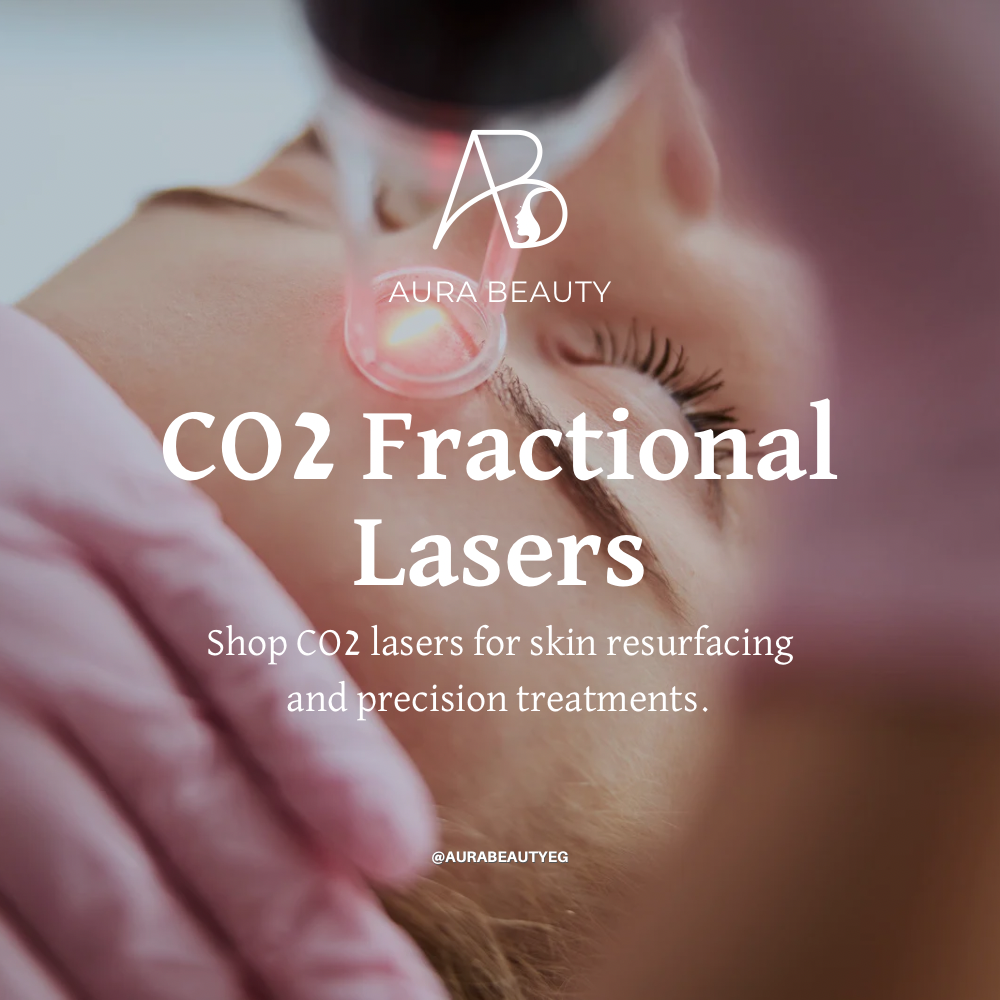 AB
AURA BEAUTY
CO2 Fractional
Lasers
Shop CO2 lasers for skin resurfacing
and precision treatments.
@AURABEAUTYEG